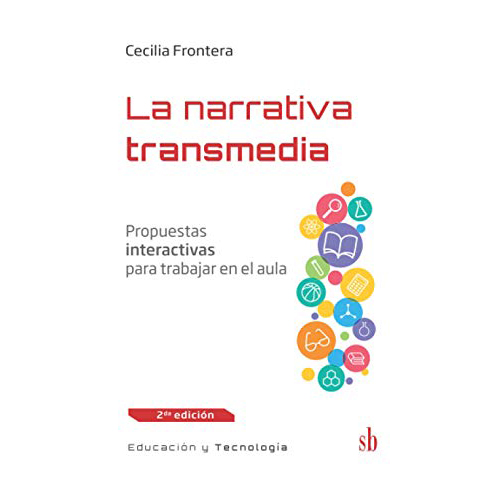 Cecilia Frontera
La narrativa
transmedia
Propuestas
interactivas
para trabajar en el aula
2da edición
Educación y Tecnología
sb